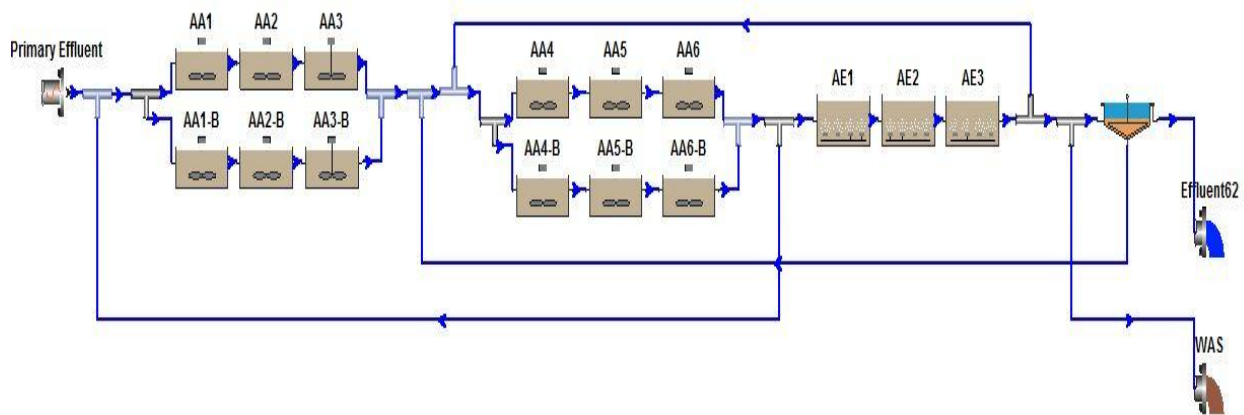 Primary Effluent
AA1
AA2
AA3
AA1-B
AA2-B
AA3-B
AA4
AA5
AA6
AA4-B
AA5-B
AA6-B
AE1
AE2
AE3
Effluent62
WAS